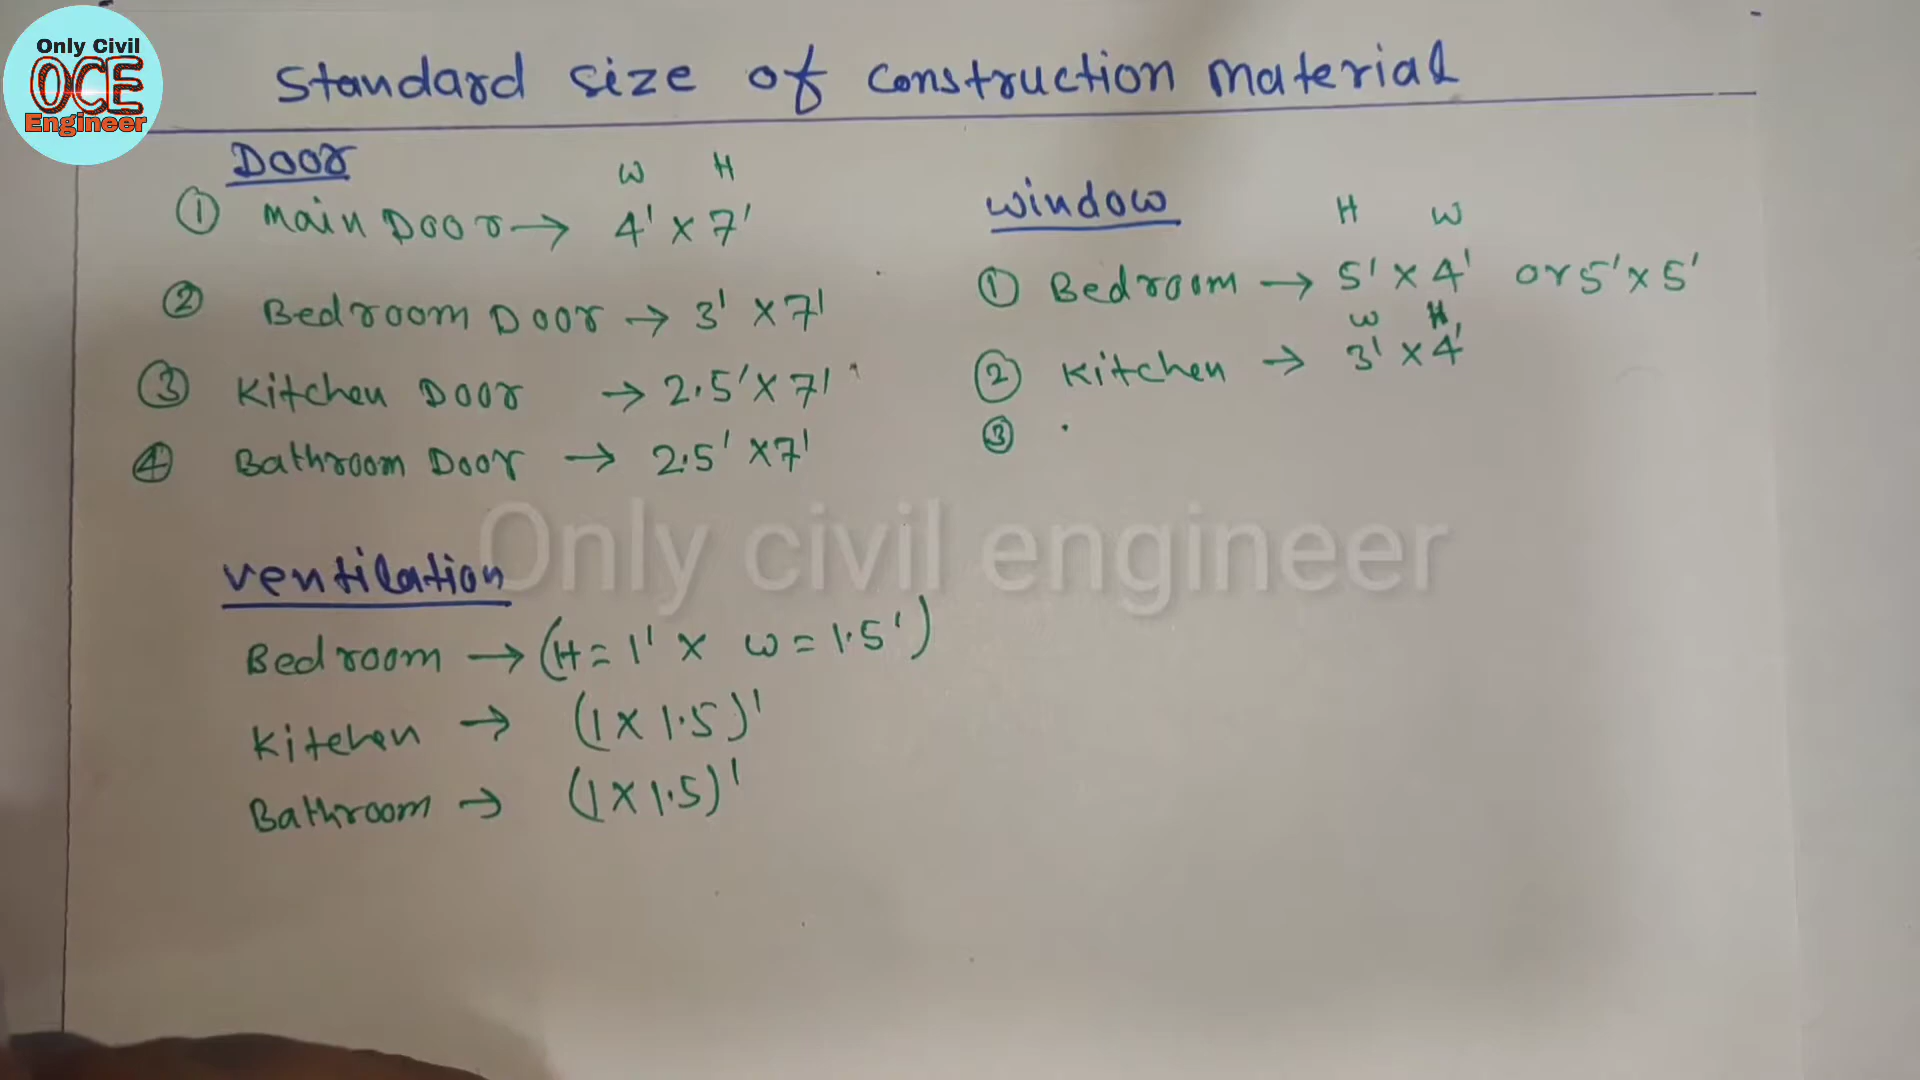 Only Civil
OCE
Engineer
Standard size of construction material
Door
W H
① Main Door → 4' × 7'
② Bedroom Door → 3' × 7'
③ Kitchen Door → 2.5' × 7'
④ Bathroom Door → 2.5' × 7'
Window
H W
① Bedroom → 5' × 4' or 5' × 5'
W H
② Kitchen → 3' × 4'
③
Only civil engineer
Ventilation
Bedroom → (H = 1' × W = 1.5')
Kitchen → (1 × 1.5)'
Bathroom → (1 × 1.5)'